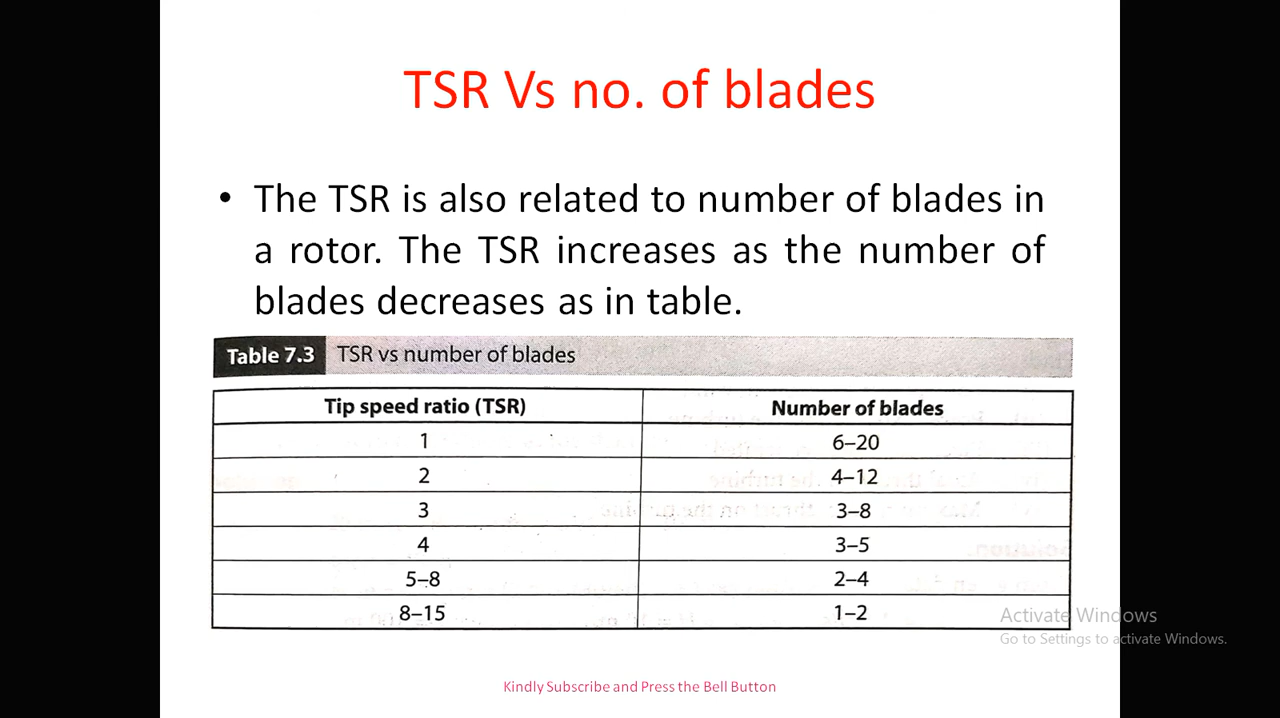 TSR Vs no. of blades
• The TSR is also related to number of blades in
a rotor. The TSR increases as the number of
blades decreases as in table.
Table 7.3 TSR vs number of blades
Tip speed ratio (TSR) Number of blades
1 6–20
2 4–12
3 3–8
4 3–5
5–8 2–4
8–15 1–2
Activate Windows
Go to Settings to activate Windows.
Kindly Subscribe and Press the Bell Button